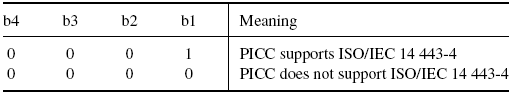 b4 b3 b2 b1 Meaning
0 0 0 1 PICC supports ISO/IEC 14 443-4
0 0 0 0 PICC does not support ISO/IEC 14 443-4